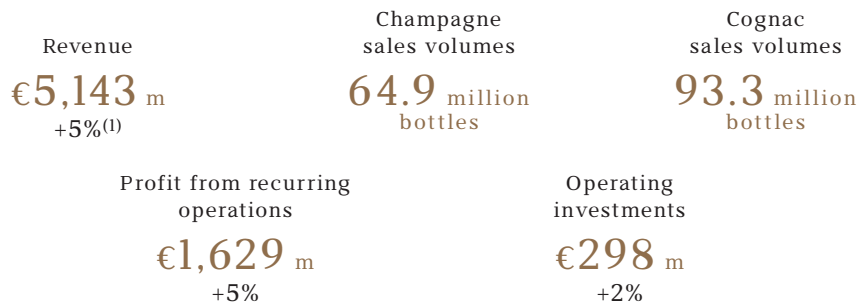 Revenue
€5,143 m
+5%(1)
Champagne
sales volumes
64.9 million
bottles
Cognac
sales volumes
93.3 million
bottles
Profit from recurring
operations
€1,629 m
+5%
Operating
investments
€298 m
+2%